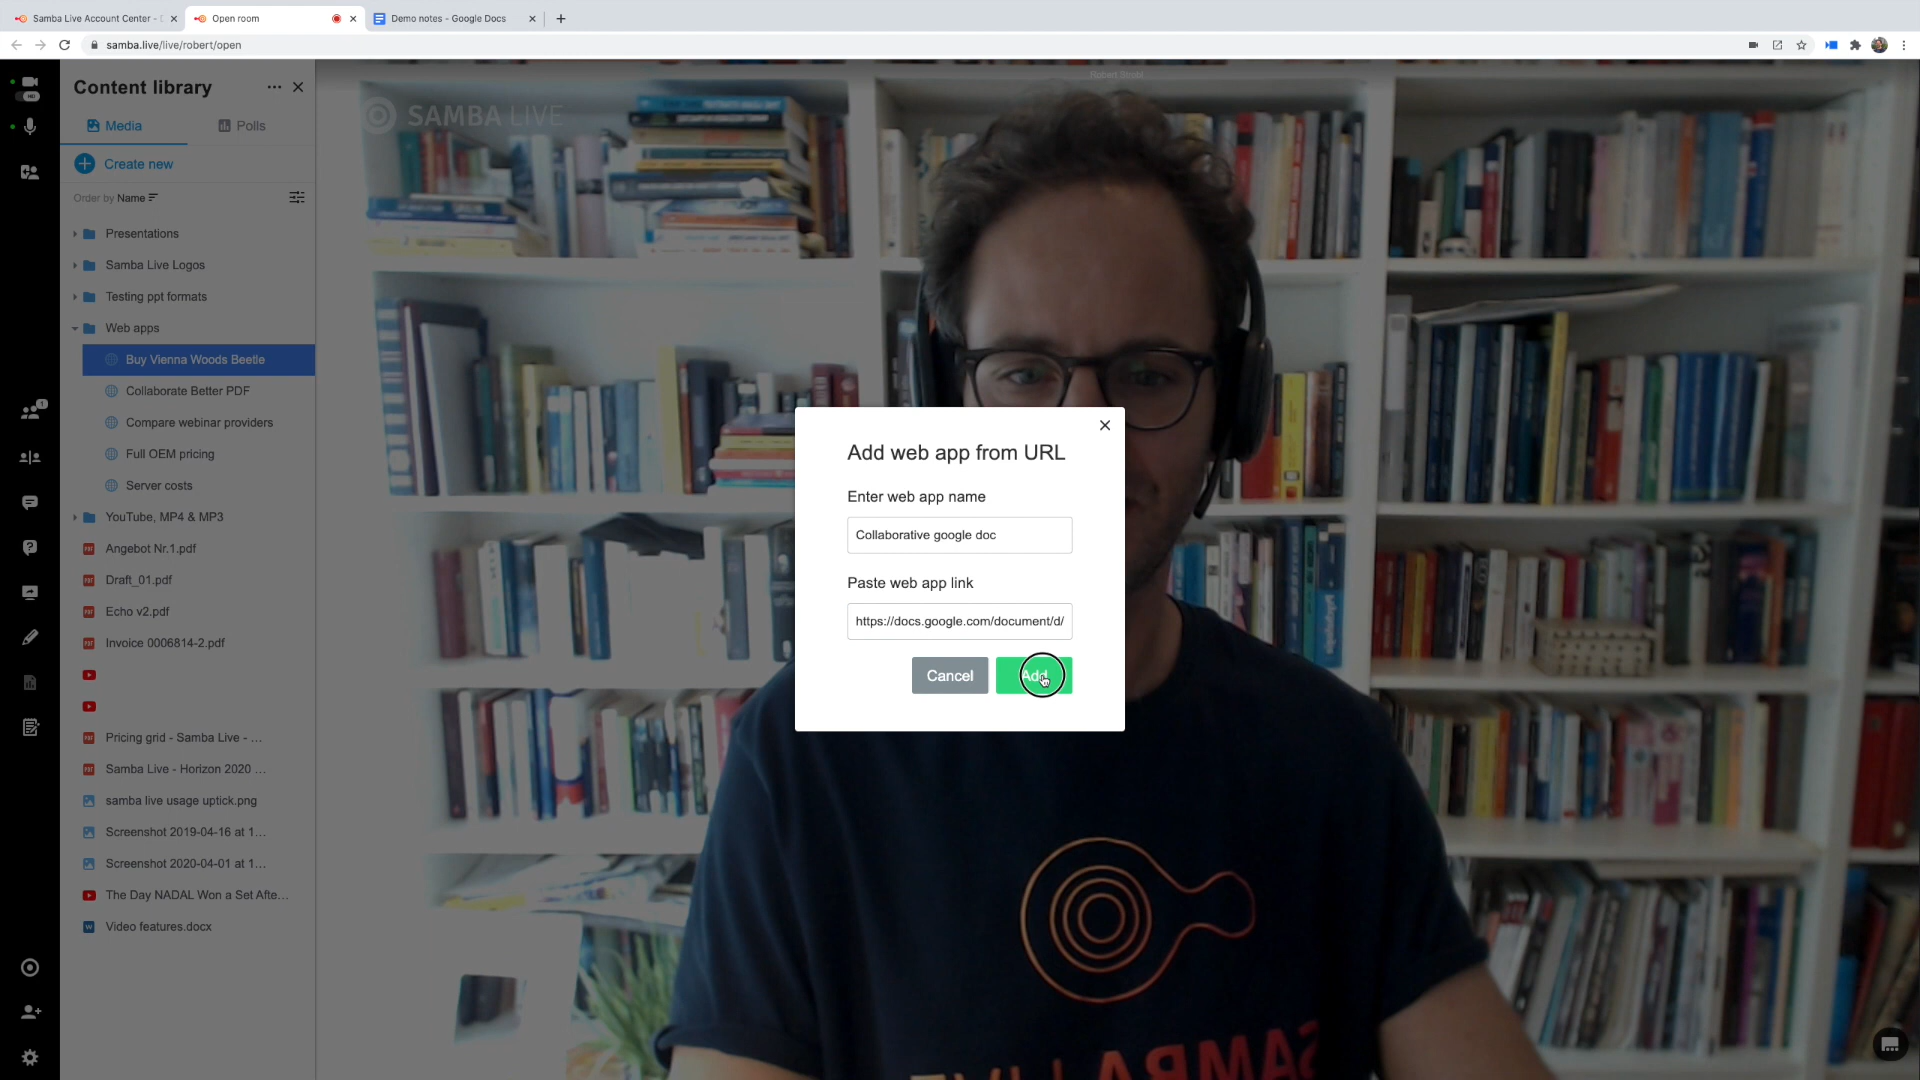 Samba Live Account Center -
Open room
Demo notes - Google Docs
samba.live/live/robert/open
Content library
Media
Polls
Create new
Order by Name
Presentations
Samba Live Logos
Testing ppt formats
Web apps
Buy Vienna Woods Beetle
Collaborate Better PDF
Compare webinar providers
Full OEM pricing
Server costs
YouTube, MP4 & MP3
Angebot Nr.1.pdf
Draft_01.pdf
Echo v2.pdf
Invoice 0006814-2.pdf
Pricing grid - Samba Live - ...
Samba Live - Horizon 2020 ...
samba live usage uptick.png
Screenshot 2019-04-16 at 1...
Screenshot 2020-04-01 at 1...
The Day NADAL Won a Set Afte...
Video features.docx
1
SAMBA LIVE
Add web app from URL
Enter web app name
Collaborative google doc
Paste web app link
https://docs.google.com/document/d/
Cancel
Add
SAMBA LIVE